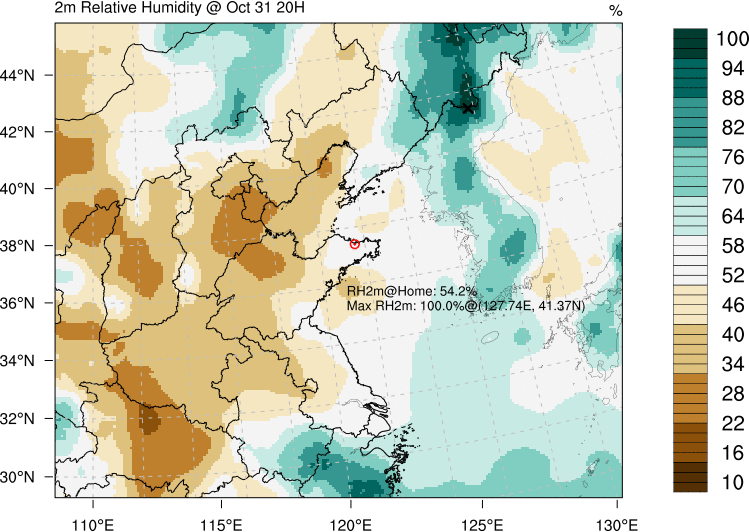 2m Relative Humidity @ Oct 31 20H
%
44°N
42°N
40°N
38°N
36°N
34°N
32°N
30°N
RH2m@Home: 54.2%
Max RH2m: 100.0%@(127.74E, 41.37N)
110°E
115°E
120°E
125°E
130°E
100
94
88
82
76
70
64
58
52
46
40
34
28
22
16
10